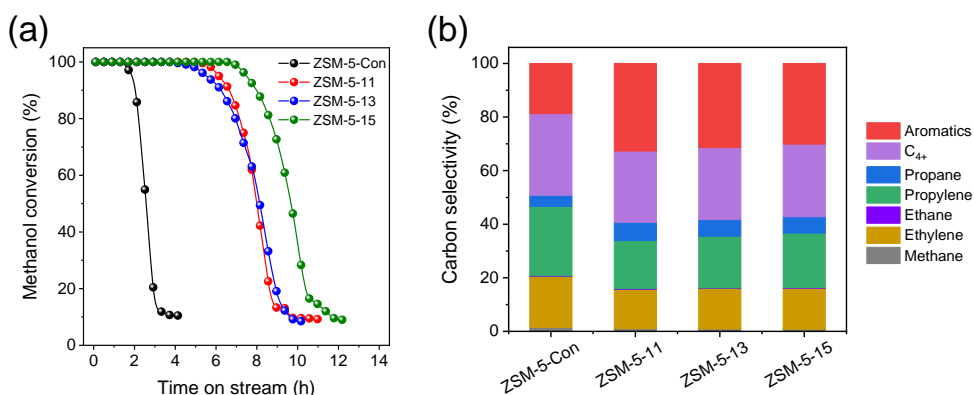 (a)
Methanol conversion (%)
100
80
60
40
20
0
0 2 4 6 8 10 12 14
Time on stream (h)
ZSM-5-Con
ZSM-5-11
ZSM-5-13
ZSM-5-15
(b)
Carbon selectivity (%)
100
80
60
40
20
0
ZSM-5-Con
ZSM-5-11
ZSM-5-13
ZSM-5-15
Aromatics
C₄₊
Propane
Propylene
Ethane
Ethylene
Methane